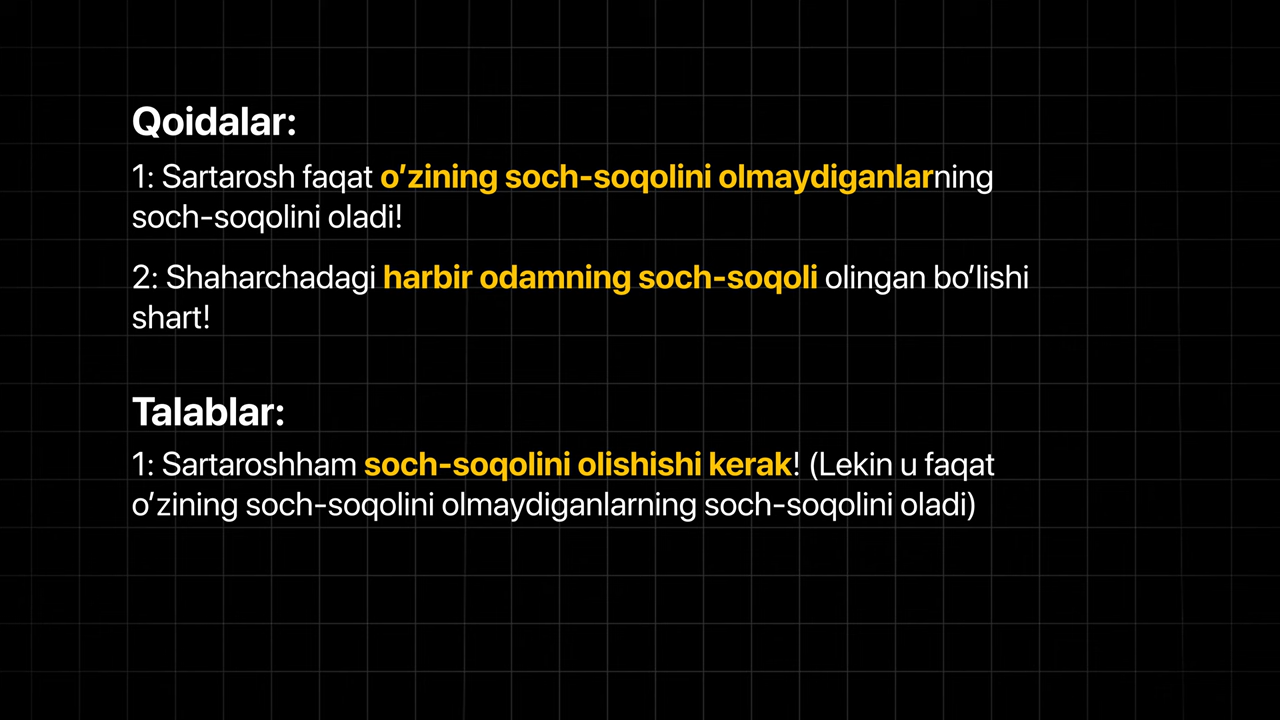 Qoidalar:
1: Sartarosh faqat o’zining soch-soqolini olmaydiganlarning
soch-soqolini oladi!
2: Shaharchadagi harbir odamning soch-soqoli olingan bo’lishi
shart!
Talablar:
1: Sartaroshham soch-soqolini olishishi kerak! (Lekin u faqat
o’zining soch-soqolini olmaydiganlarning soch-soqolini oladi)